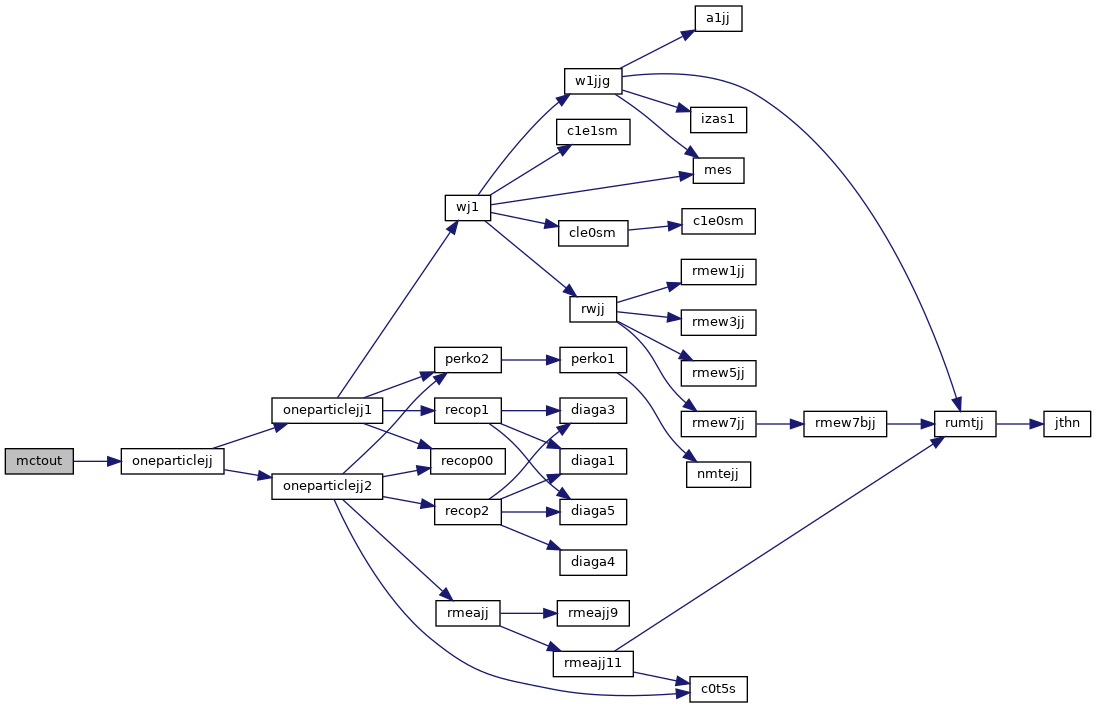 a1jj
w1jjg
izas1
c1e1sm
mes
wj1
c1e0sm
cle0sm
rmew1jj
rwjj
rmew3jj
perko2
perko1
rmew5jj
oneparticlejj1
recop1
diaga3
rmew7jj
rmew7bjj
rumtjj
jthn
mctout
oneparticlejj
recop00
diaga1
nmtejj
oneparticlejj2
recop2
diaga5
diaga4
rmeajj
rmeajj9
rmeajj11
c0t5s